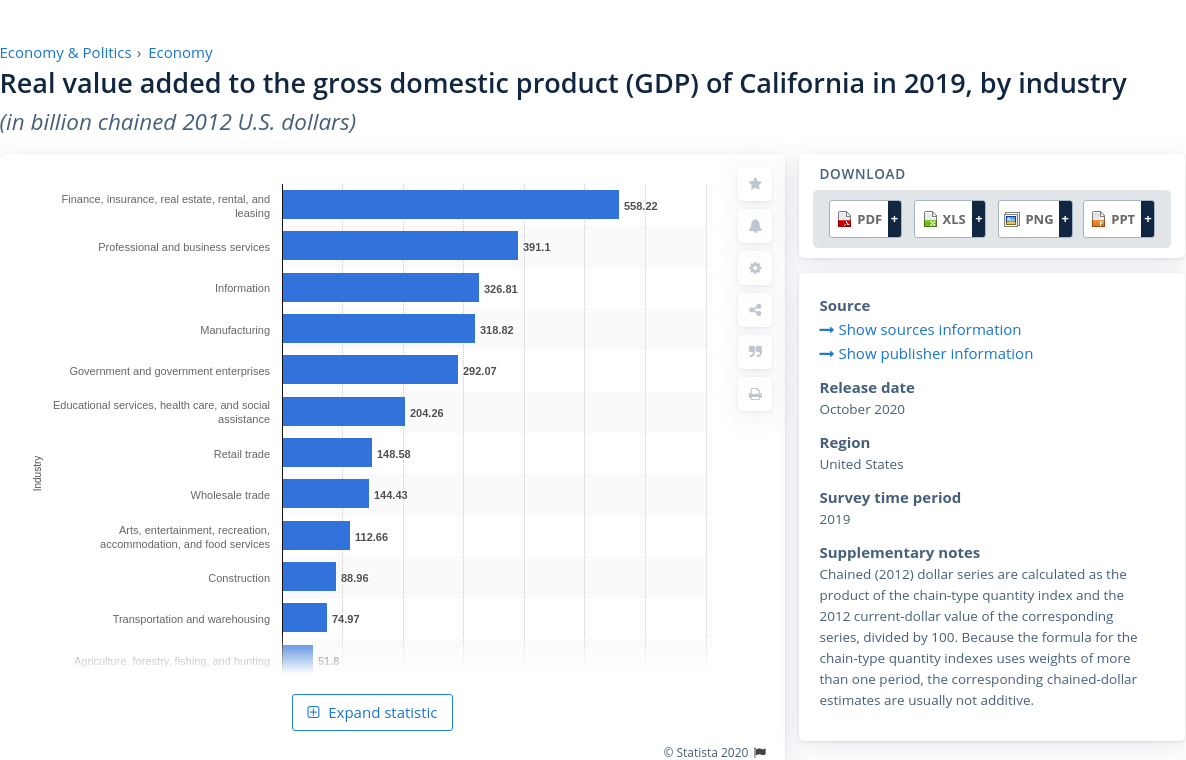 Economy & Politics › Economy
Real value added to the gross domestic product (GDP) of California in 2019, by industry
(in billion chained 2012 U.S. dollars)
Industry
Finance, insurance, real estate, rental, and
leasing
558.22
Professional and business services 391.1
Information 326.81
Manufacturing 318.82
Government and government enterprises 292.07
Educational services, health care, and social
assistance
204.26
Retail trade 148.58
Wholesale trade 144.43
Arts, entertainment, recreation,
accommodation, and food services
112.66
Construction 88.96
Transportation and warehousing 74.97
Agriculture, forestry, fishing, and hunting 51.8
Expand statistic
© Statista 2020
DOWNLOAD
PDF + XLS + PNG + PPT +
Source
Show sources information
Show publisher information
Release date
October 2020
Region
United States
Survey time period
2019
Supplementary notes
Chained (2012) dollar series are calculated as the
product of the chain-type quantity index and the
2012 current-dollar value of the corresponding
series, divided by 100. Because the formula for the
chain-type quantity indexes uses weights of more
than one period, the corresponding chained-dollar
estimates are usually not additive.